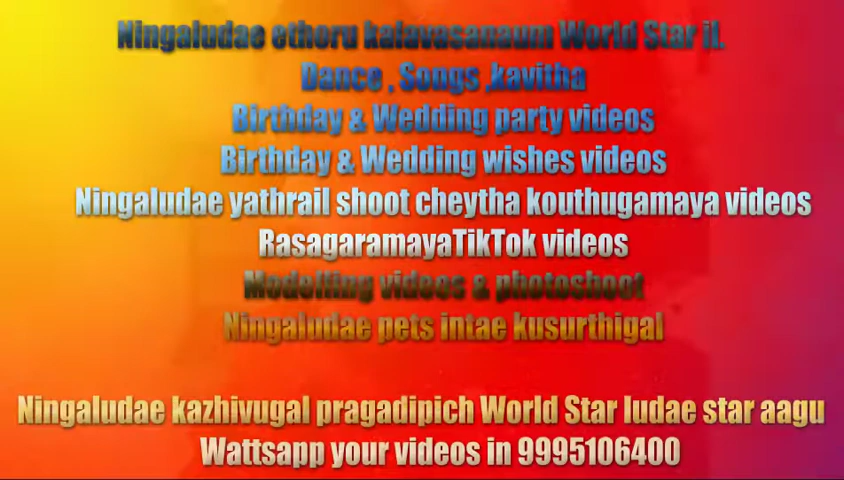 Ningaludae ethoru kalavasanaum World Star il.
Dance , Songs ,kavitha
Birthday & Wedding party videos
Birthday & Wedding wishes videos
Ningaludae yathrail shoot cheytha kouthugamaya videos
RasagaramayaTikTok videos
Modelling videos & photoshoot
Ningaludae pets intae kusurthigal
Ningaludae kazhivugal pragadipich World Star ludae star aagu
Wattsapp your videos in 9995106400